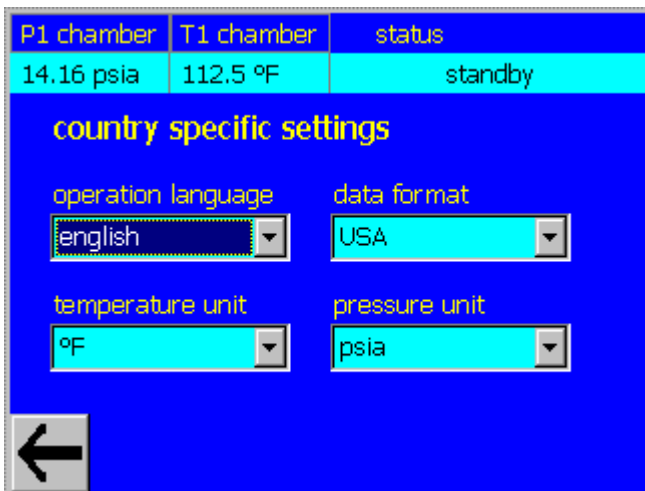 P1 chamber T1 chamber status
14.16 psia 112.5 ºF standby
country specific settings
operation language data format
english USA
temperature unit pressure unit
ºF psia